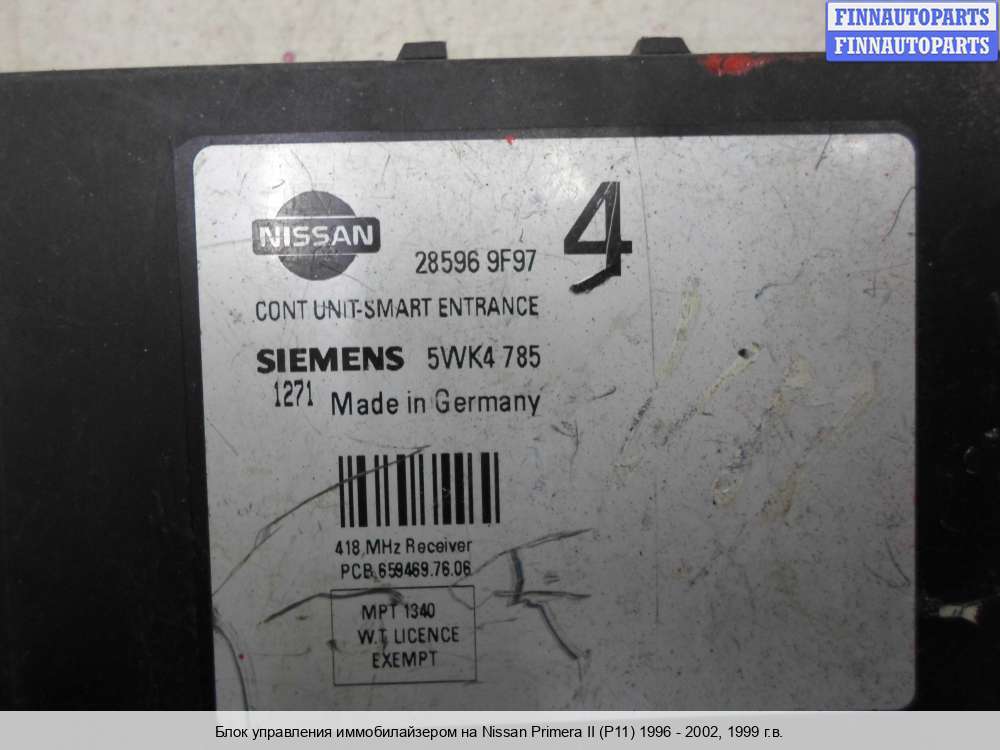 FINNAUTOPARTS
FINNAUTOPARTS
NISSAN
28596 9F97
4
CONT UNIT-SMART ENTRANCE
SIEMENS 5WK4 785
1271 Made in Germany
418 MHz Receiver
PCB 659469.76.06
MPT 1340
W.T. LICENCE
EXEMPT
Блок управления иммобилайзером на Nissan Primera II (P11) 1996 - 2002, 1999 г.в.